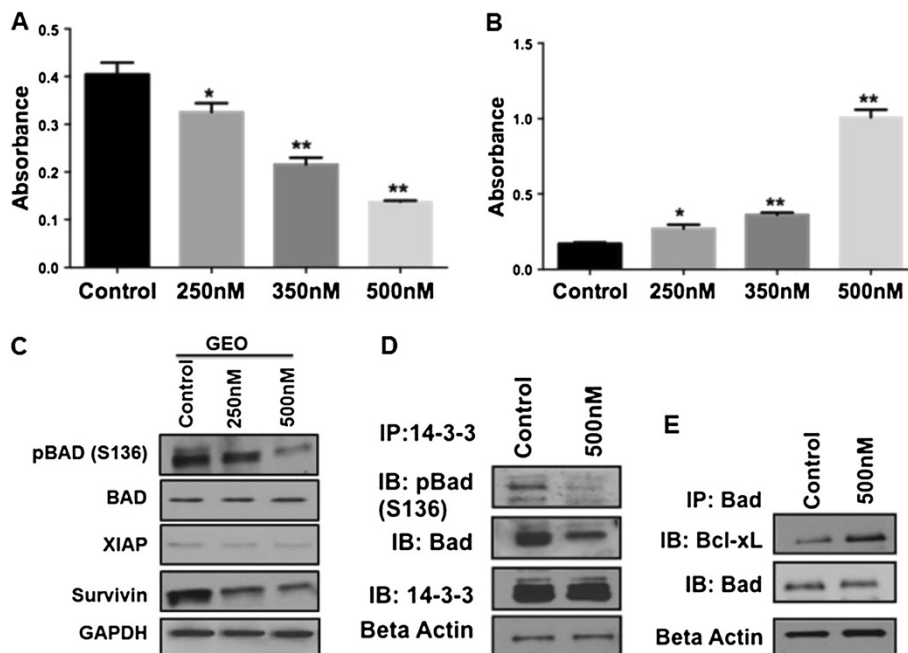 A
Absorbance
0.4
0.3
0.2
0.1
0.0
*
**
**
Control 250nM 350nM 500nM
B
Absorbance
1.5
1.0
0.5
0.0
*
**
**
Control 250nM 350nM 500nM
C
GEO
Control 250nM 500nM
pBAD (S136)
BAD
XIAP
Survivin
GAPDH
D
Control 500nM
IP:14-3-3
IB: pBad
(S136)
IB: Bad
IB: 14-3-3
Beta Actin
E
Control 500nM
IP: Bad
IB: Bcl-xL
IB: Bad
Beta Actin